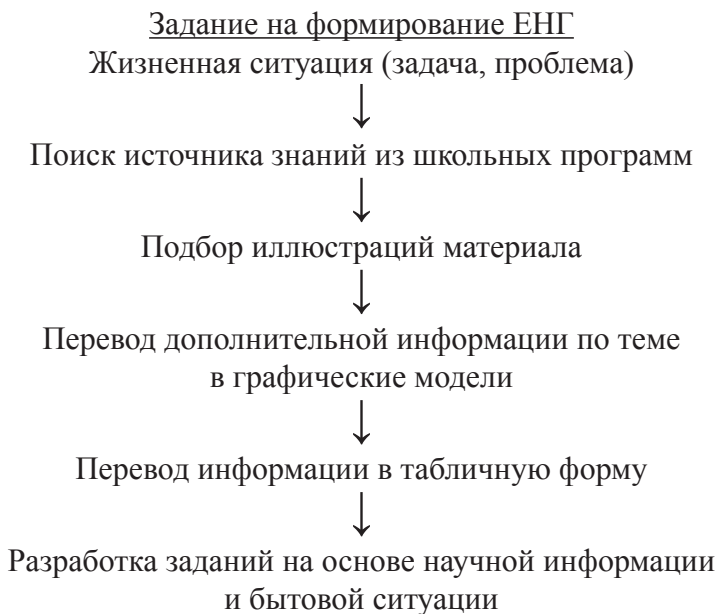 Задание на формирование ЕНГ
Жизненная ситуация (задача, проблема)
Поиск источника знаний из школьных программ
Подбор иллюстраций материала
Перевод дополнительной информации по теме
в графические модели
Перевод информации в табличную форму
Разработка заданий на основе научной информации
и бытовой ситуации